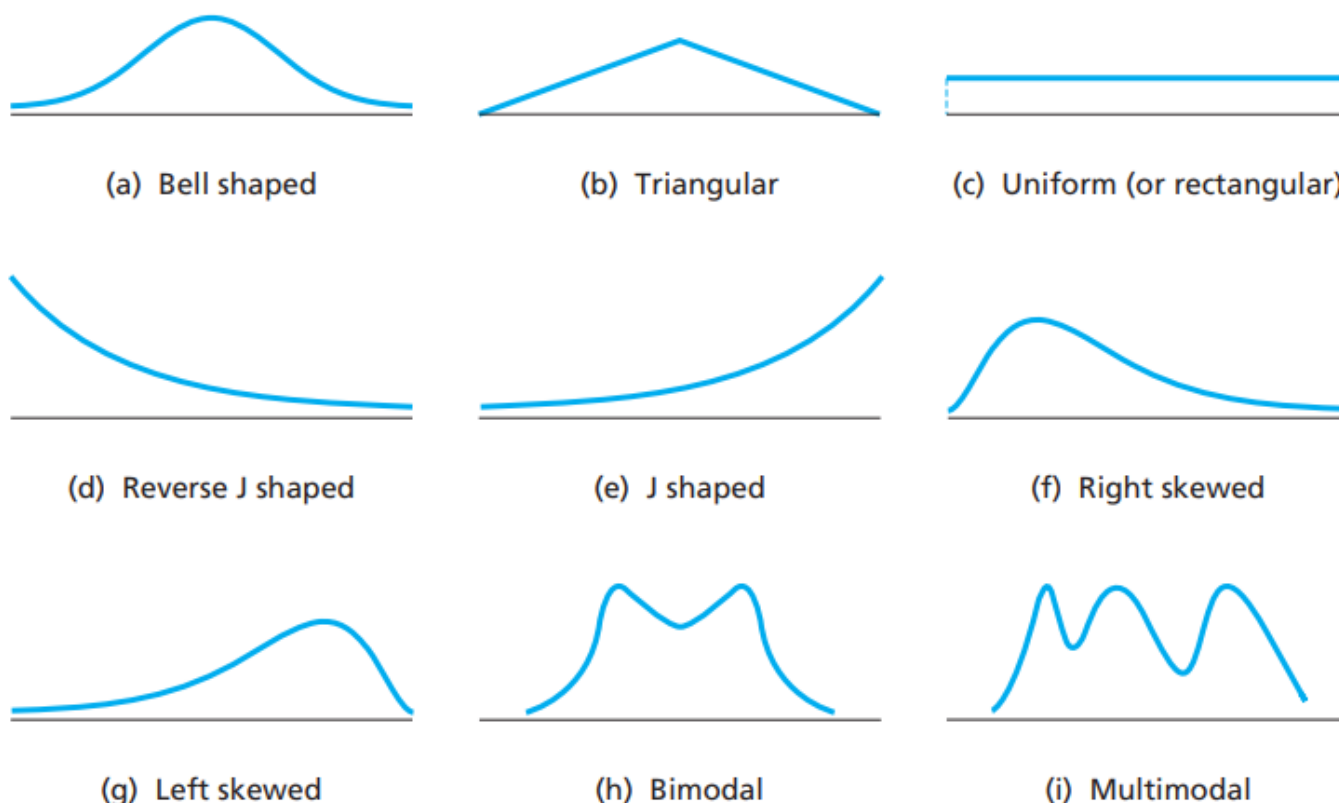 (a) Bell shaped
(b) Triangular
(c) Uniform (or rectangular)
(d) Reverse J shaped
(e) J shaped
(f) Right skewed
(g) Left skewed
(h) Bimodal
(i) Multimodal